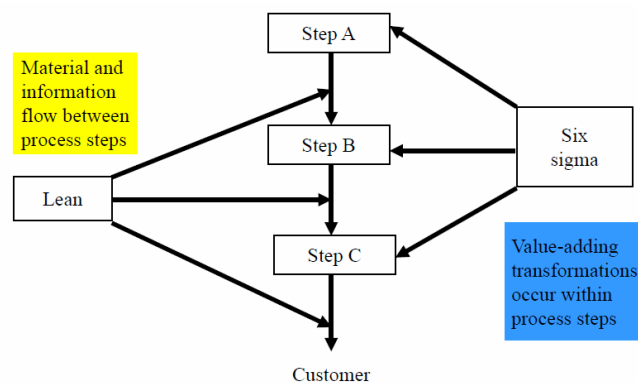 Step A
Material and
information
flow between
process steps
Step B
Six
sigma
Lean
Step C
Value-adding
transformations
occur within
process steps
Customer